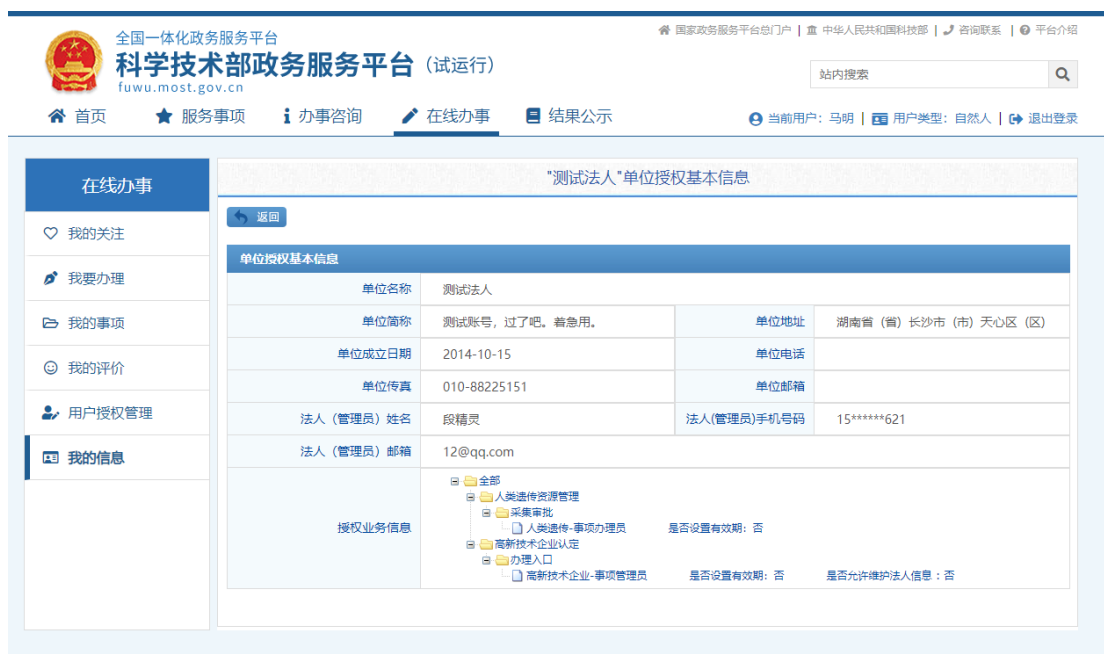 全国一体化政务服务平台
国家政务服务平台总门户 | 中华人民共和国科技部 | 咨询联系 | 平台介绍
科学技术部政务服务平台（试运行）
fuwu.most.gov.cn
站内搜索
首页 服务事项 办事咨询 在线办事 结果公示
当前用户：马明 | 用户类型：自然人 | 退出登录
在线办事
我的关注
我要办理
我的事项
我的评价
用户授权管理
我的信息
"测试法人"单位授权基本信息
返回
单位授权基本信息
单位名称 测试法人
单位简称 测试账号，过了吧。着急用。 单位地址 湖南省（省）长沙市（市）天心区（区）
单位成立日期 2014-10-15 单位电话
单位传真 010-88225151 单位邮箱
法人（管理员）姓名 段精灵 法人(管理员)手机号码 15******621
法人（管理员）邮箱 12@qq.com
授权业务信息
全部
人类遗传资源管理
采集审批
人类遗传-事项办理员 是否设置有效期：否
高新技术企业认定
办理入口
高新技术企业-事项管理员 是否设置有效期：否 是否允许维护法人信息：否